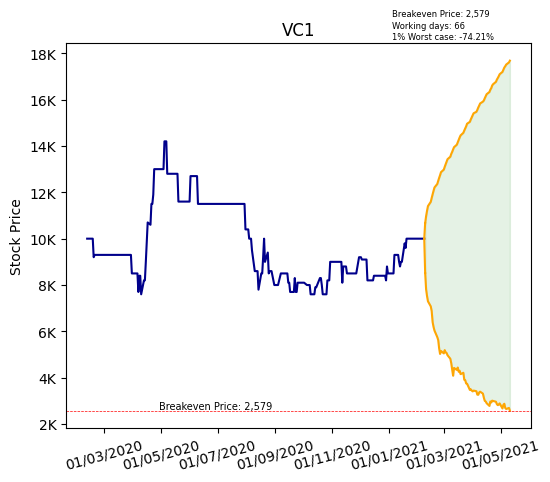 Breakeven Price: 2,579
Working days: 66
1% Worst case: -74.21%
VC1
Stock Price
18K
16K
14K
12K
10K
8K
6K
4K
2K
Breakeven Price: 2,579
01/03/2020
01/05/2020
01/07/2020
01/09/2020
01/11/2020
01/01/2021
01/03/2021
01/05/2021